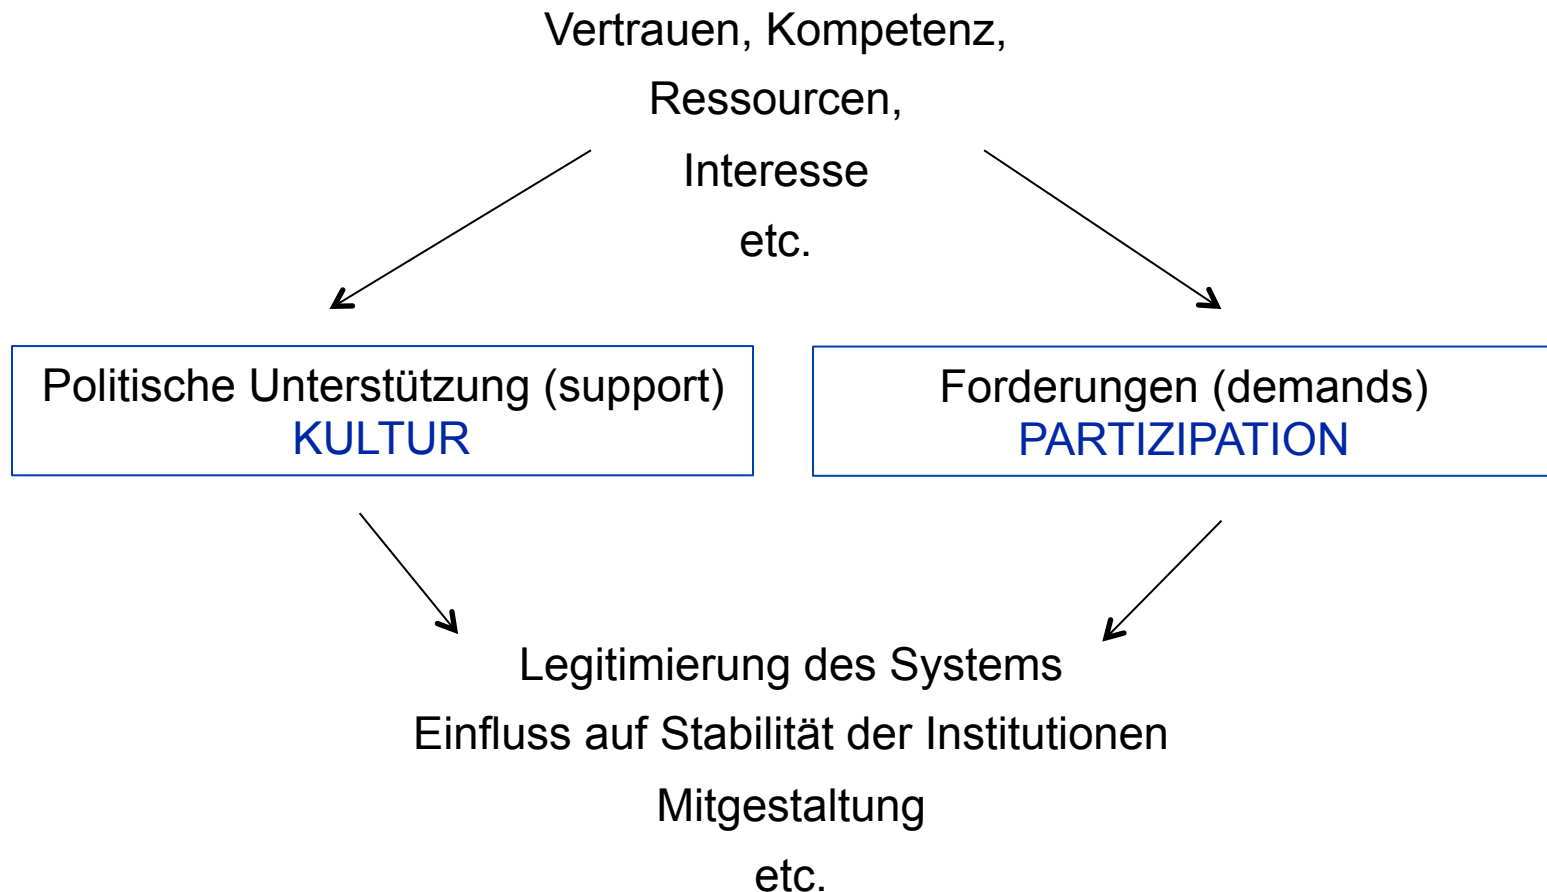 Vertrauen, Kompetenz,
Ressourcen,
Interesse
etc.
Politische Unterstützung (support)
KULTUR
Forderungen (demands)
PARTIZIPATION
Legitimierung des Systems
Einfluss auf Stabilität der Institutionen
Mitgestaltung
etc.